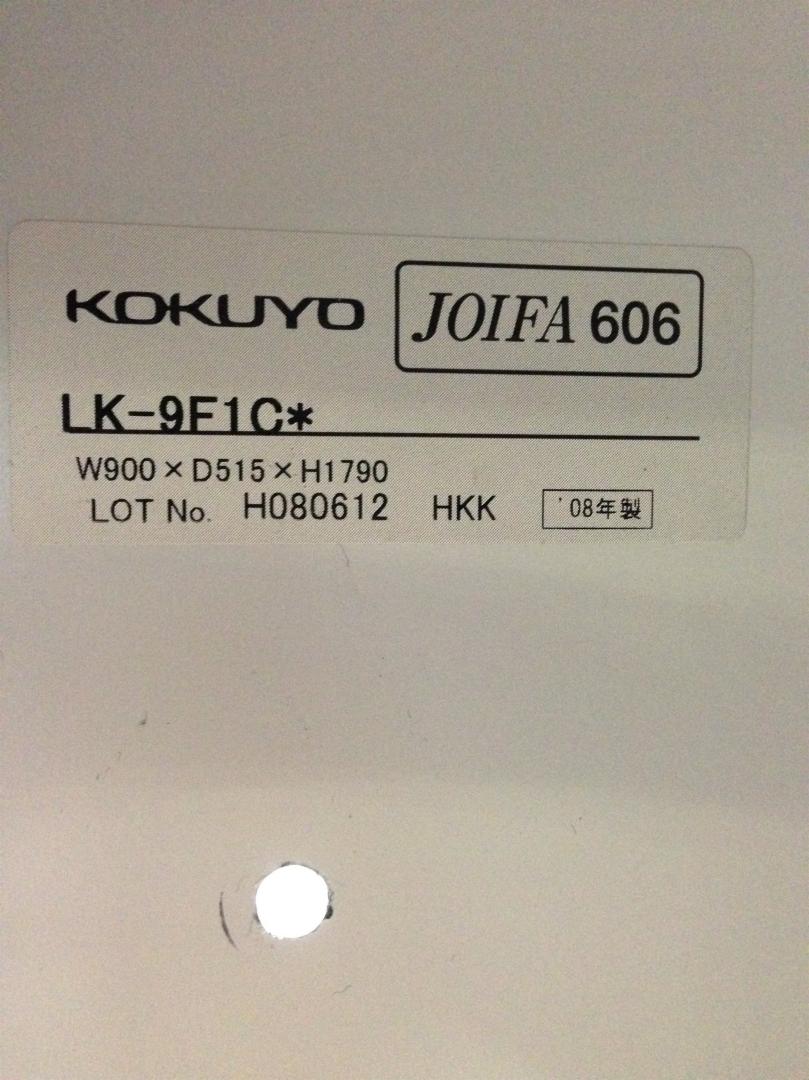 KOKUYO JOIFA 606
LK-9F1C*
W900×D515×H1790
LOT No. H080612 HKK '08年製